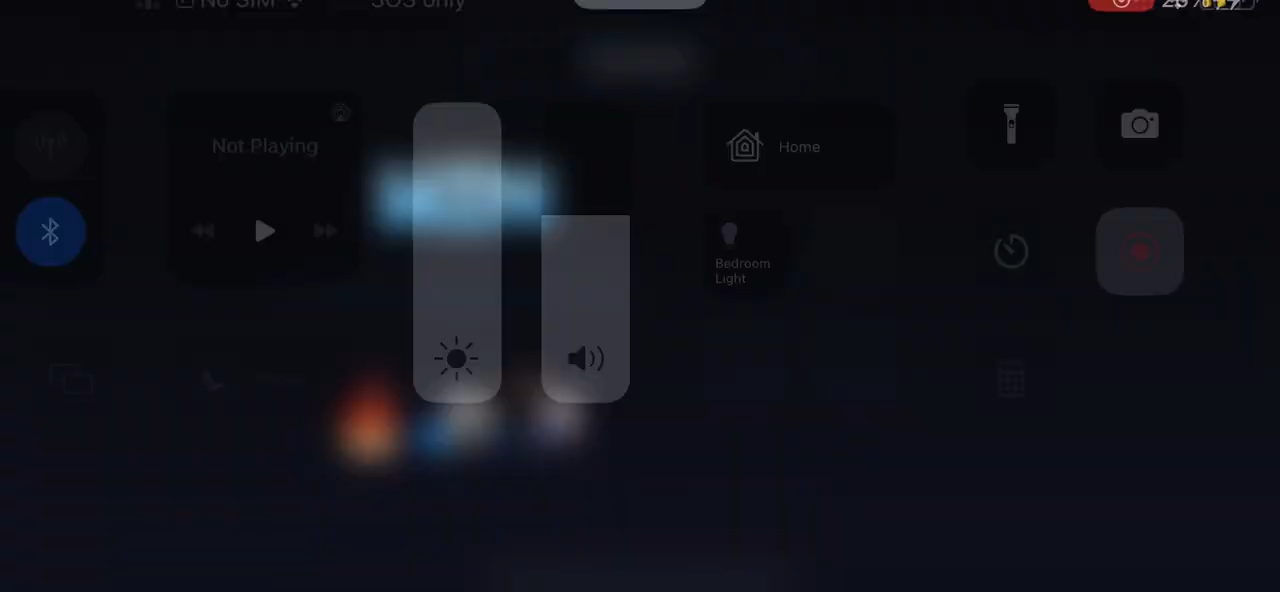 No SIM
SOS only
Not Playing
Home
Bedroom
Light